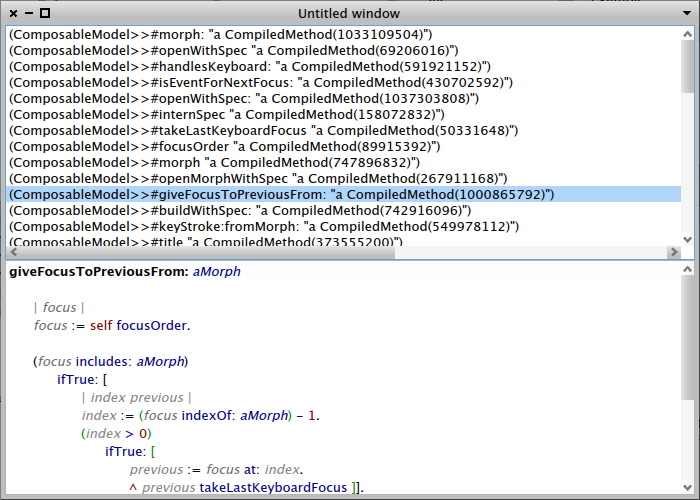 Untitled window
(ComposableModel>>#morph: "a CompiledMethod(1033109504)")
(ComposableModel>>#openWithSpec "a CompiledMethod(69206016)")
(ComposableModel>>#handlesKeyboard: "a CompiledMethod(591921152)")
(ComposableModel>>#isEventForNextFocus: "a CompiledMethod(430702592)")
(ComposableModel>>#openWithSpec: "a CompiledMethod(1037303808)")
(ComposableModel>>#internSpec "a CompiledMethod(158072832)")
(ComposableModel>>#takeLastKeyboardFocus "a CompiledMethod(50331648)")
(ComposableModel>>#focusOrder "a CompiledMethod(89915392)")
(ComposableModel>>#morph "a CompiledMethod(747896832)")
(ComposableModel>>#openMorphWithSpec "a CompiledMethod(267911168)")
(ComposableModel>>#giveFocusToPreviousFrom: "a CompiledMethod(1000865792)")
(ComposableModel>>#buildWithSpec: "a CompiledMethod(742916096)")
(ComposableModel>>#keyStroke:fromMorph: "a CompiledMethod(549978112)")
(ComposableModel>>#title "a CompiledMethod(373555200)")
giveFocusToPreviousFrom: aMorph
| focus |
focus := self focusOrder.
(focus includes: aMorph)
ifTrue: [
| index previous |
index := (focus indexOf: aMorph) - 1.
(index > 0)
ifTrue: [
previous := focus at: index.
^ previous takeLastKeyboardFocus ]].